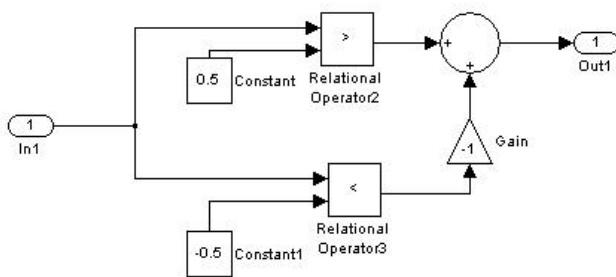 >
+
+
1
Out1
0.5
Constant
Relational
Operator2
1
In1
-1
Gain
<
-0.5
Constant1
Relational
Operator3